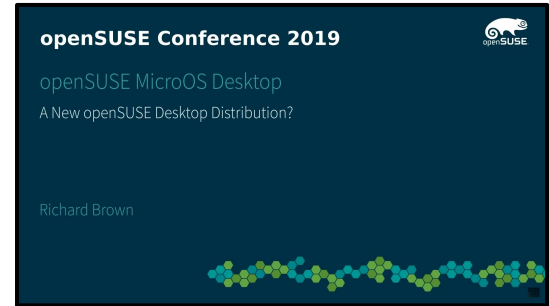 openSUSE Conference 2019
openSUSE
openSUSE MicroOS Desktop
A New openSUSE Desktop Distribution?
Richard Brown